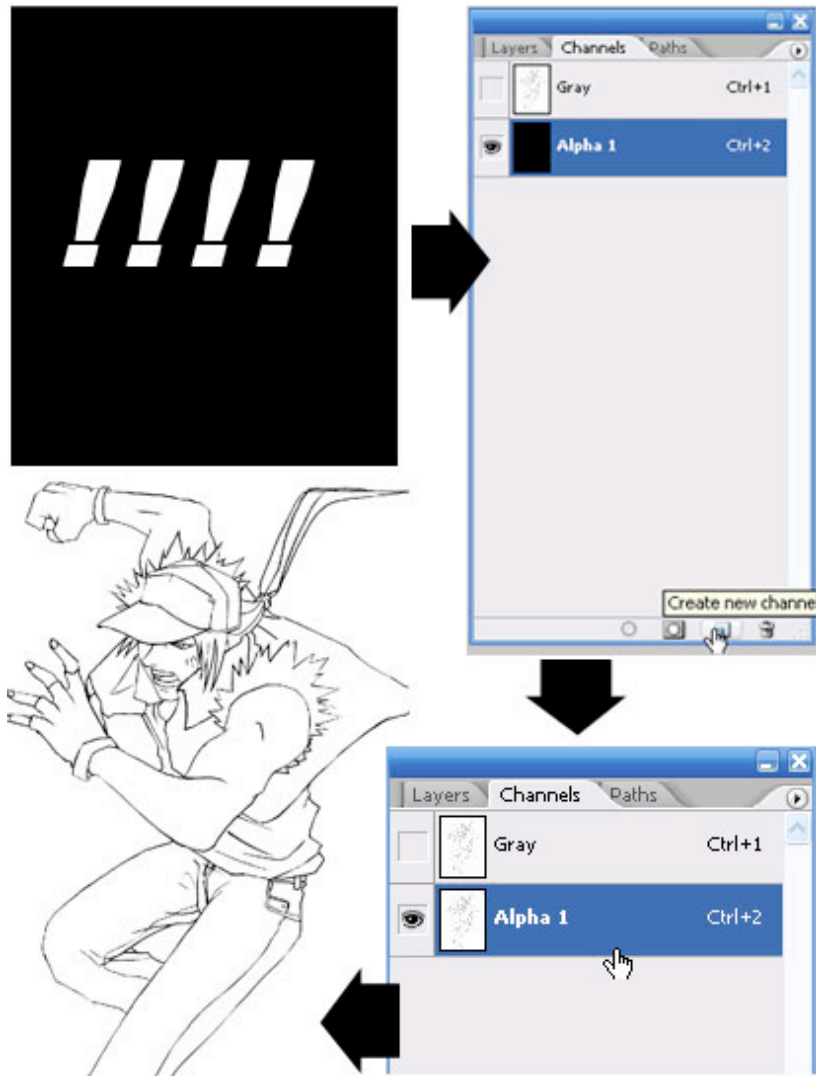 !!!!
Layers Channels Paths
Gray Ctrl+1
Alpha 1 Ctrl+2
Create new channe
Layers Channels Paths
Gray Ctrl+1
Alpha 1 Ctrl+2